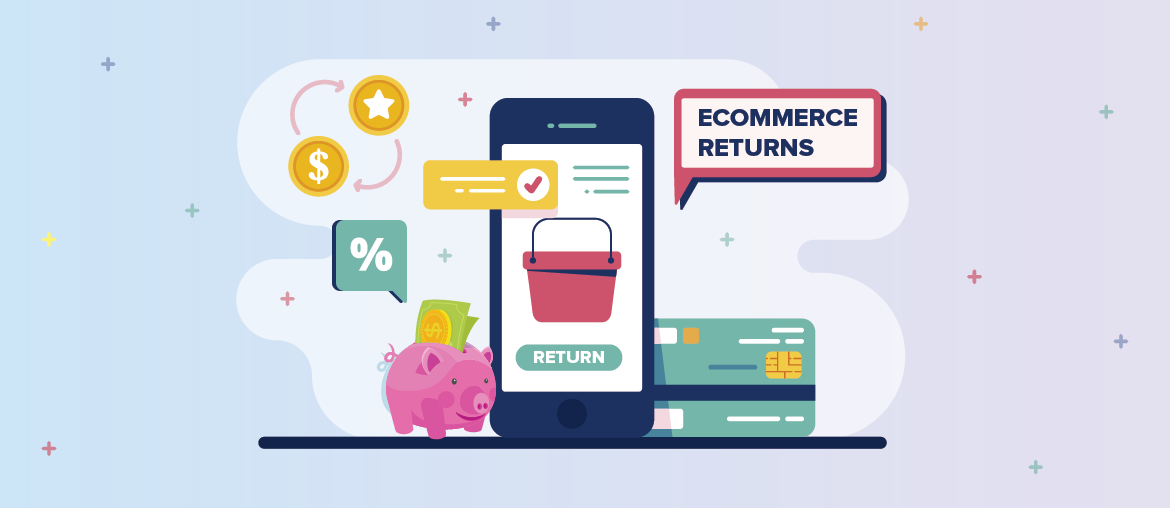 ECOMMERCE
RETURNS
$
%
$
RETURN